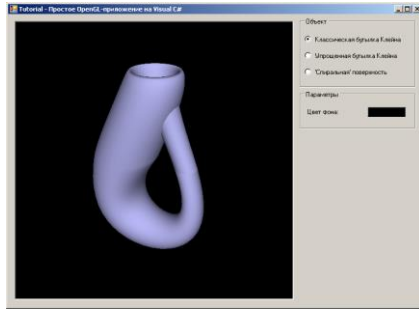 Tutorial - Простое OpenGL-приложение на Visual C#
Объект
Классическая бутылка Клейна
Упрощенная бутылка Клейна
'Спиральная' поверхность
Параметры
Цвет фона: